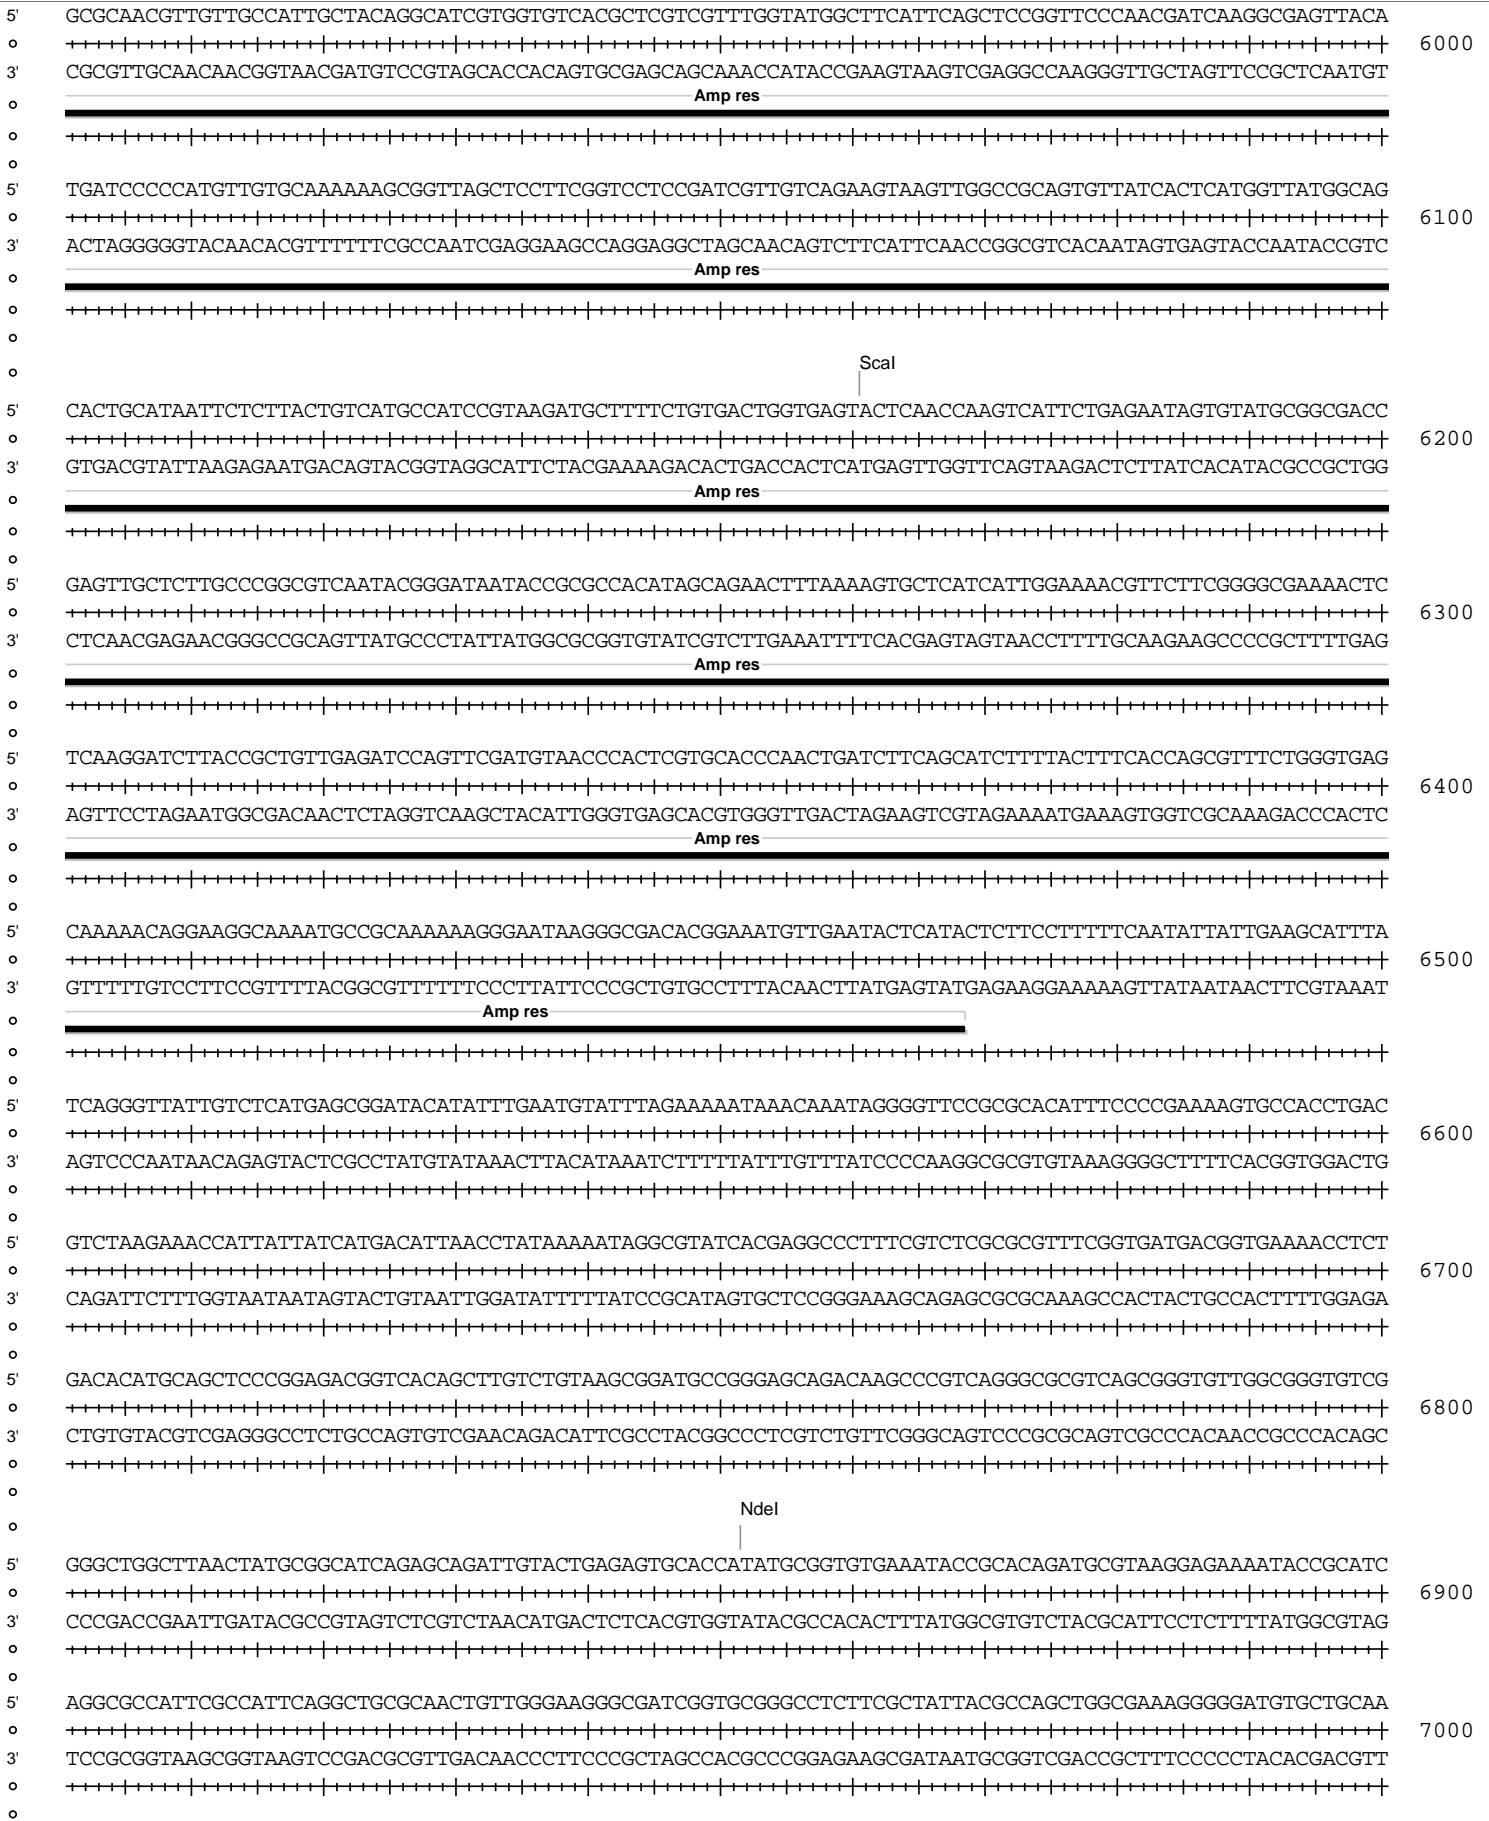 5' GCGCAACGTTGTTGCCATTGCTACAGGCATCGTGGTGTCACGCTCGTCGTTTGGTATGGCTTCATTCAGCTCCGGTTCCCAACGATCAAGGCGAGTTACA
6000
3' CGCGTTGCAACAACGGTAACGATGTCCGTAGCACCACAGTGCGAGCAGCAAACCATACCGAAGTAAGTCGAGGCCAAGGGTTGCTAGTTCCGCTCAATGT
Amp res
5' TGATCCCCCATGTTGTGCAAAAAAGCGGTTAGCTCCTTCGGTCCTCCGATCGTTGTCAGAAGTAAGTTGGCCGCAGTGTTATCACTCATGGTTATGGCAG
6100
3' ACTAGGGGGTACAACACGTTTTTTCGCCAATCGAGGAAGCCAGGAGGCTAGCAACAGTCTTCATTCAACCGGCGTCACAATAGTGAGTACCAATACCGTC
Amp res
ScaI
5' CACTGCATAATTCTCTTACTGTCATGCCATCCGTAAGATGCTTTTCTGTGACTGGTGAGTACTCAACCAAGTCATTCTGAGAATAGTGTATGCGGCGACC
6200
3' GTGACGTATTAAGAGAATGACAGTACGGTAGGCATTCTACGAAAAGACACTGACCACTCATGAGTTGGTTCAGTAAGACTCTTATCACATACGCCGCTGG
Amp res
5' GAGTTGCTCTTGCCCGGCGTCAATACGGGATAATACCGCGCCACATAGCAGAACTTTAAAAGTGCTCATCATTGGAAAACGTTCTTCGGGGCGAAAACTC
6300
3' CTCAACGAGAACGGGCCGCAGTTATGCCCTATTATGGCGCGGTGTATCGTCTTGAAATTTTCACGAGTAGTAACCTTTTGCAAGAAGCCCCGCTTTTGAG
Amp res
5' TCAAGGATCTTACCGCTGTTGAGATCCAGTTCGATGTAACCCACTCGTGCACCCAACTGATCTTCAGCATCTTTTACTTTCACCAGCGTTTCTGGGTGAG
6400
3' AGTTCCTAGAATGGCGACAACTCTAGGTCAAGCTACATTGGGTGAGCACGTGGGTTGACTAGAAGTCGTAGAAAATGAAAGTGGTCGCAAAGACCCACTC
Amp res
5' CAAAAACAGGAAGGCAAAATGCCGCAAAAAAGGGAATAAGGGCGACACGGAAATGTTGAATACTCATACTCTTCCTTTTTCAATATTATTGAAGCATTTA
6500
3' GTTTTTGTCCTTCCGTTTTACGGCGTTTTTTCCCTTATTCCCGCTGTGCCTTTACAACTTATGAGTATGAGAAGGAAAAAGTTATAATAACTTCGTAAAT
Amp res
5' TCAGGGTTATTGTCTCATGAGCGGATACATATTTGAATGTATTTAGAAAAATAAACAAATAGGGGTTCCGCGCACATTTCCCCGAAAAGTGCCACCTGAC
6600
3' AGTCCCAATAACAGAGTACTCGCCTATGTATAAACTTACATAAATCTTTTTATTTGTTTATCCCCAAGGCGCGTGTAAAGGGGCTTTTCACGGTGGACTG
5' GTCTAAGAAACCATTATTATCATGACATTAACCTATAAAAATAGGCGTATCACGAGGCCCTTTCGTCTCGCGCGTTTCGGTGATGACGGTGAAAACCTCT
6700
3' CAGATTCTTTGGTAATAATAGTACTGTAATTGGATATTTTTATCCGCATAGTGCTCCGGGAAAGCAGAGCGCGCAAAGCCACTACTGCCACTTTTGGAGA
5' GACACATGCAGCTCCCGGAGACGGTCACAGCTTGTCTGTAAGCGGATGCCGGGAGCAGACAAGCCCGTCAGGGCGCGTCAGCGGGTGTTGGCGGGTGTCG
6800
3' CTGTGTACGTCGAGGGCCTCTGCCAGTGTCGAACAGACATTCGCCTACGGCCCTCGTCTGTTCGGGCAGTCCCGCGCAGTCGCCCACAACCGCCCACAGC
NdeI
5' GGGCTGGCTTAACTATGCGGCATCAGAGCAGATTGTACTGAGAGTGCACCATATGCGGTGTGAAATACCGCACAGATGCGTAAGGAGAAAATACCGCATC
6900
3' CCCGACCGAATTGATACGCCGTAGTCTCGTCTAACATGACTCTCACGTGGTATACGCCACACTTTATGGCGTGTCTACGCATTCCTCTTTTATGGCGTAG
5' AGGCGCCATTCGCCATTCAGGCTGCGCAACTGTTGGGAAGGGCGATCGGTGCGGGCCTCTTCGCTATTACGCCAGCTGGCGAAAGGGGGATGTGCTGCAA
7000
3' TCCGCGGTAAGCGGTAAGTCCGACGCGTTGACAACCCTTCCCGCTAGCCACGCCCGGAGAAGCGATAATGCGGTCGACCGCTTTCCCCCTACACGACGTT